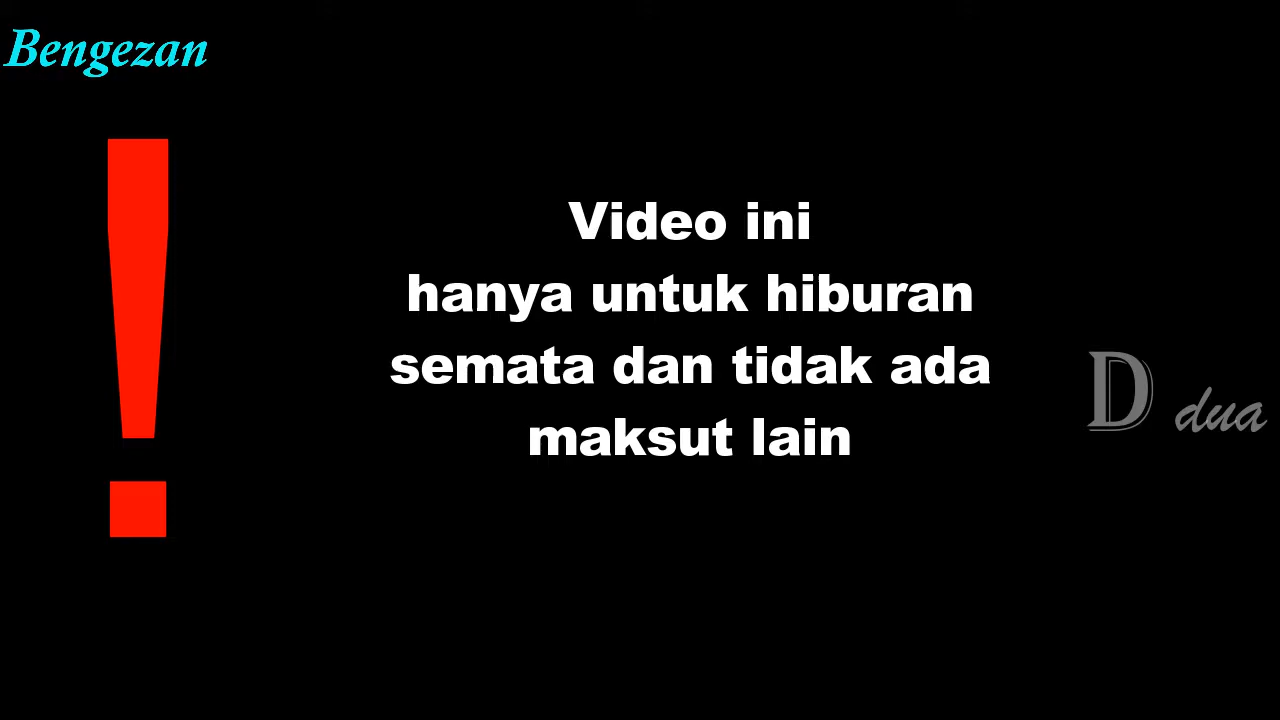 Bengezan
!
Video ini
hanya untuk hiburan
semata dan tidak ada
maksut lain
D dua